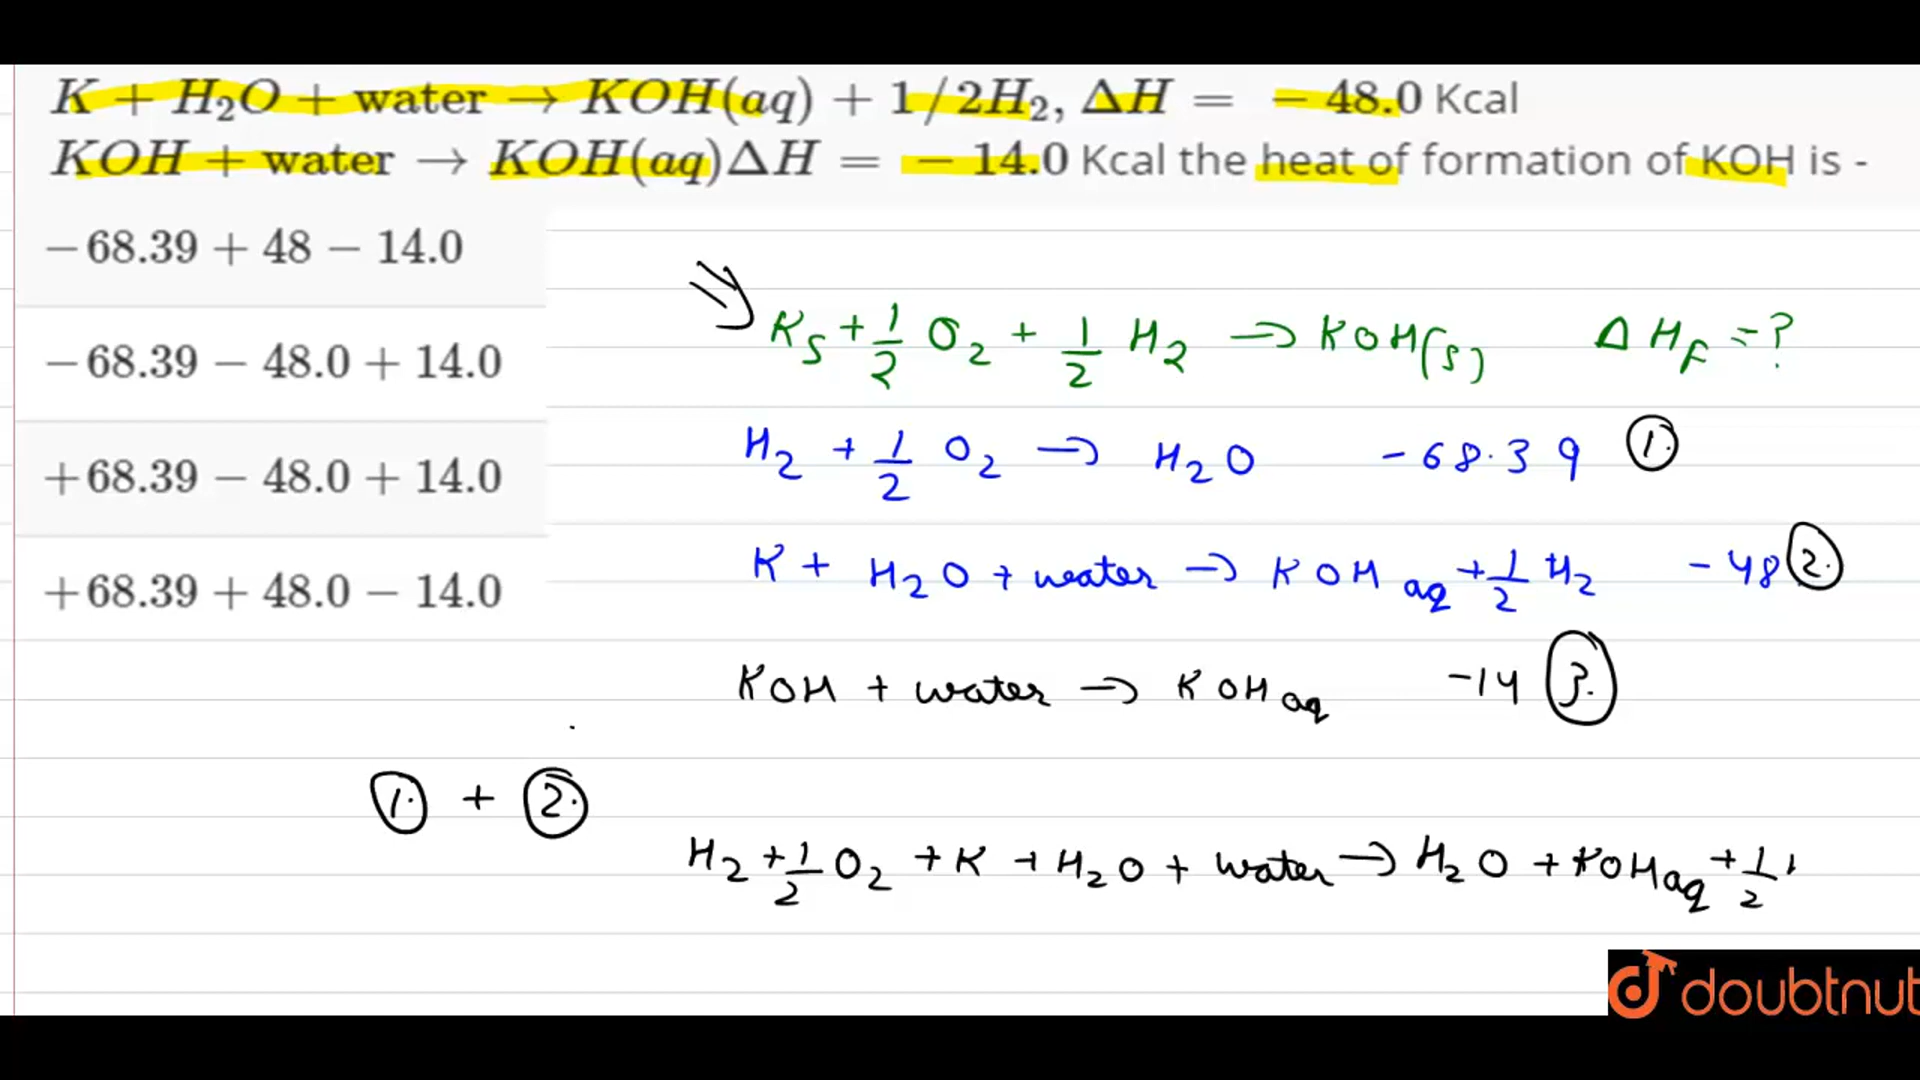 K + H₂O + water → KOH(aq) + 1/2H₂, ΔH = − 48.0 Kcal
KOH + water → KOH(aq)ΔH = − 14.0 Kcal the heat of formation of KOH is -
−68.39 + 48 − 14.0
−68.39 − 48.0 + 14.0
+68.39 − 48.0 + 14.0
+68.39 + 48.0 − 14.0
K_S + 1/2 O₂ + 1/2 H₂ → KOH(s) ΔH_F = ?
H₂ + 1/2 O₂ → H₂O -68.39 ①.
K + H₂O + water → KOH aq + 1/2 H₂ -48 ②.
KOH + water → KOH aq -14 ③.
①. + ②.
H₂ + 1/2 O₂ + K + H₂O + water → H₂O + KOH aq + 1/2
doubtnut